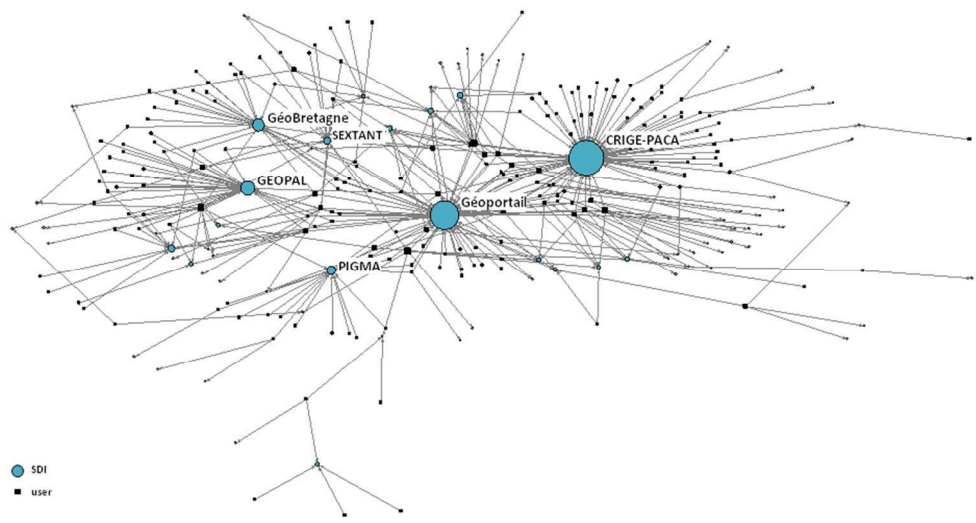 GéoBretagne
SEXTANT
CRIGE-PACA
GEOPAL
Géoportail
PIGMA
SDI
user